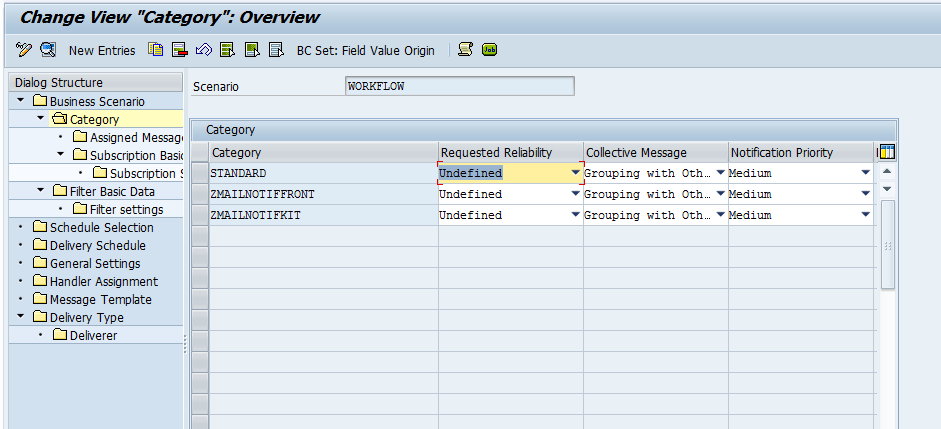 Change View "Category": Overview
New Entries BC Set: Field Value Origin Job
Dialog Structure
Business Scenario
Category
Assigned Message
Subscription Basic
Subscription S
Filter Basic Data
Filter settings
Schedule Selection
Delivery Schedule
General Settings
Handler Assignment
Message Template
Delivery Type
Deliverer
Scenario WORKFLOW
Category
Category Requested Reliability Collective Message Notification Priority
STANDARD Undefined Grouping with Oth… Medium
ZMAILNOTIFFRONT Undefined Grouping with Oth… Medium
ZMAILNOTIFKIT Undefined Grouping with Oth… Medium